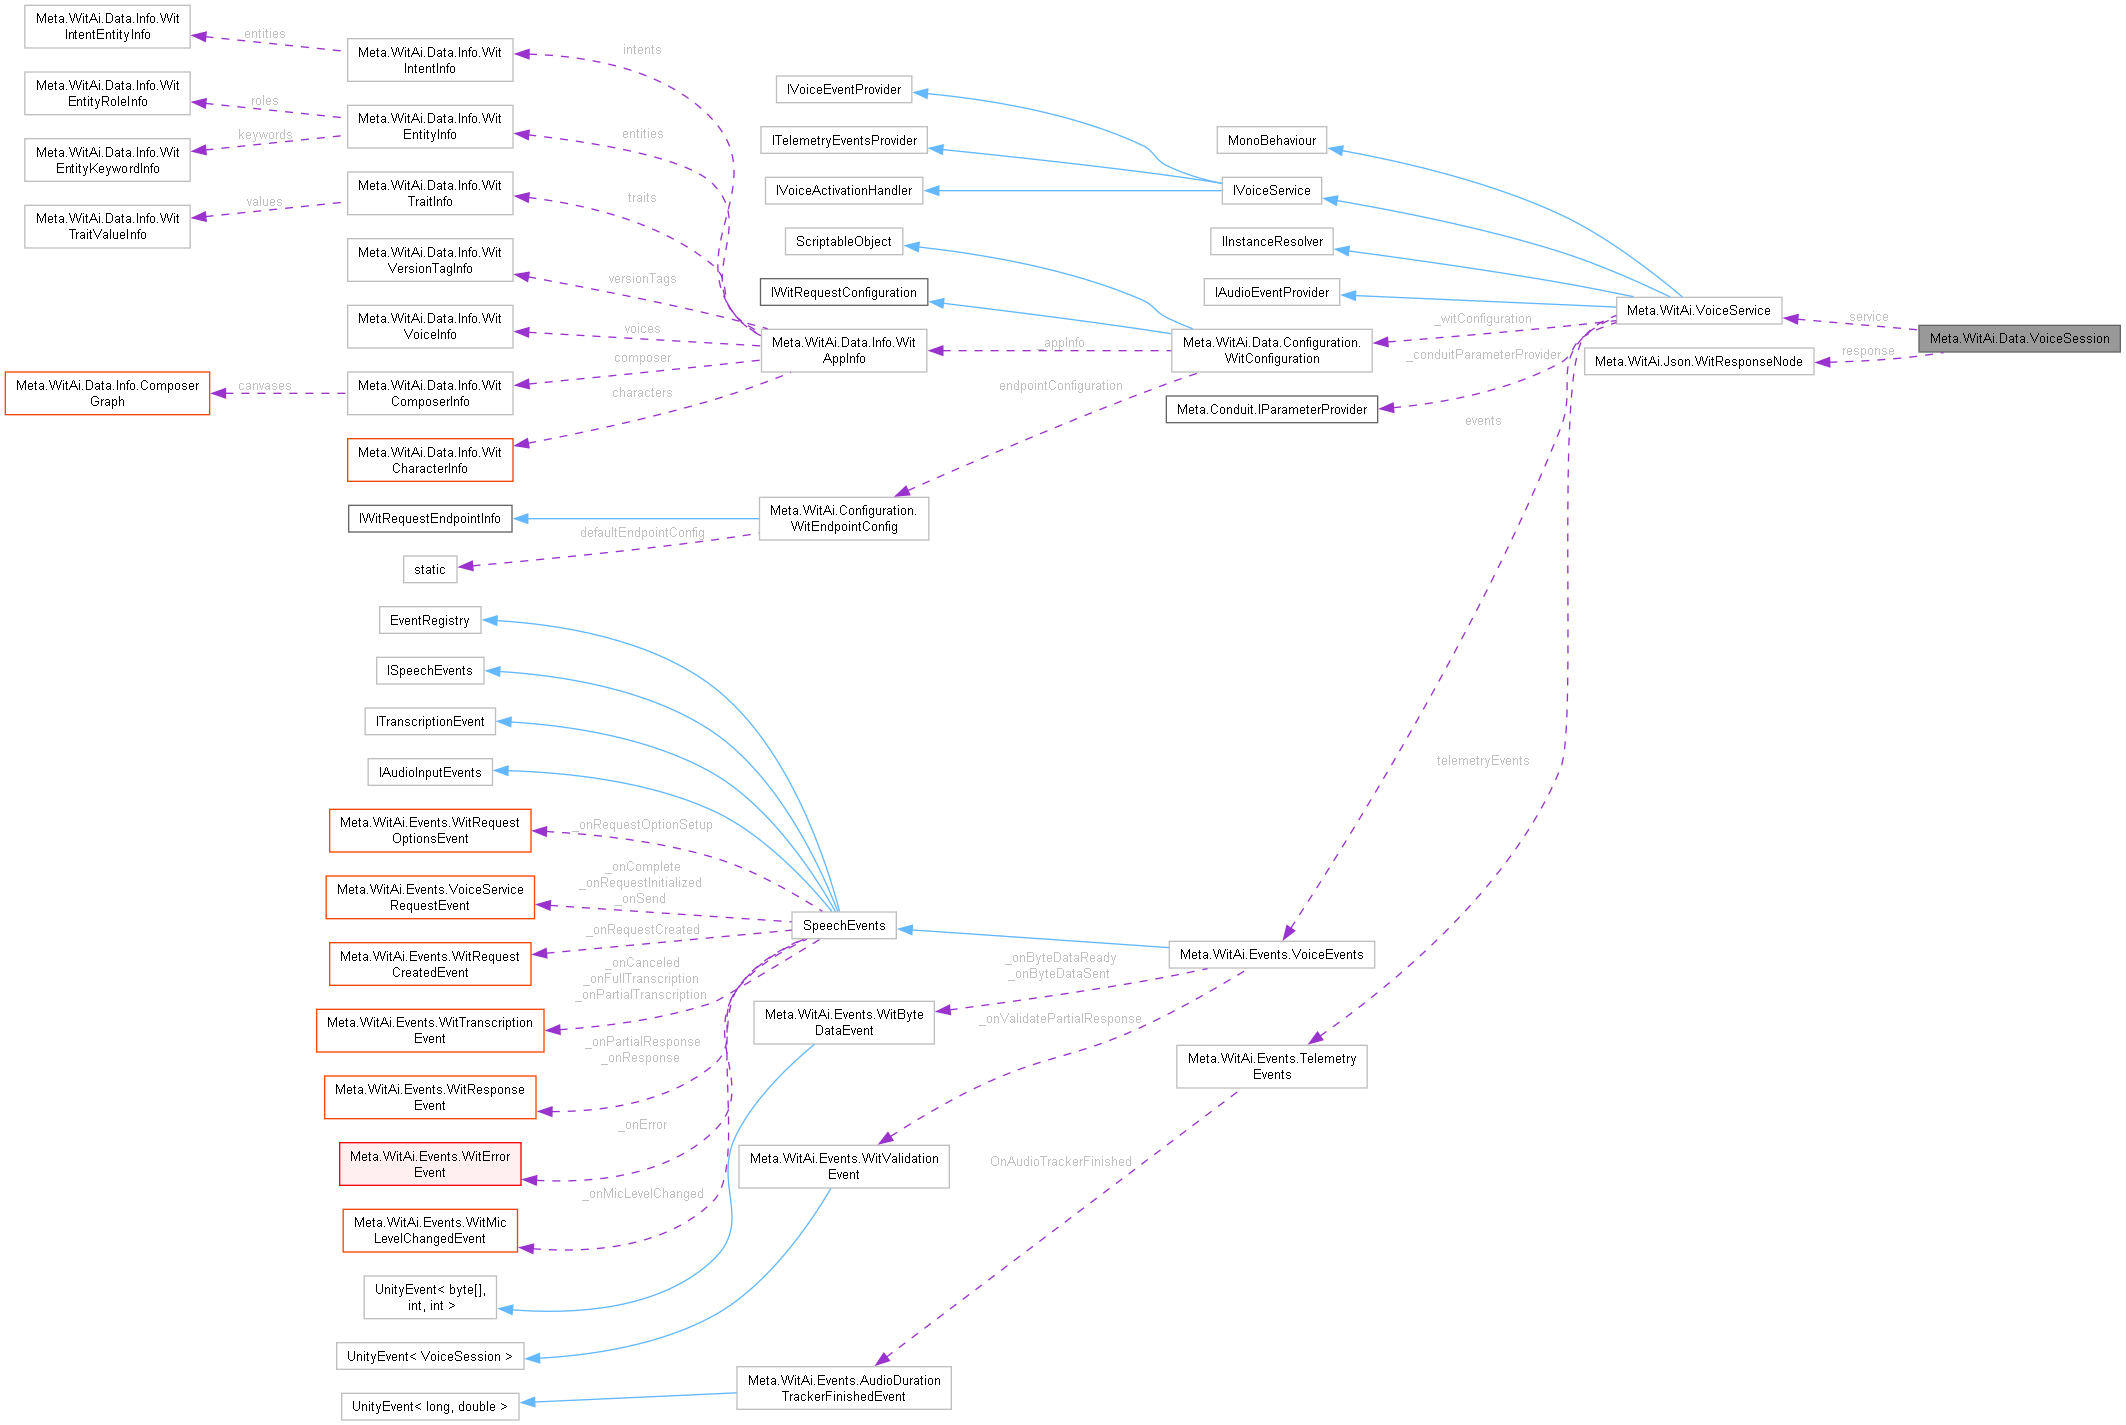 Meta.WitAi.Data.Info.Wit
IntentEntityInfo
entities
Meta.WitAi.Data.Info.Wit
IntentInfo
intents
Meta.WitAi.Data.Info.Wit
EntityRoleInfo
roles
Meta.WitAi.Data.Info.Wit
EntityInfo
entities
keywords
Meta.WitAi.Data.Info.Wit
EntityKeywordInfo
Meta.WitAi.Data.Info.Wit
TraitInfo
traits
values
Meta.WitAi.Data.Info.Wit
TraitValueInfo
Meta.WitAi.Data.Info.Wit
VersionTagInfo
versionTags
Meta.WitAi.Data.Info.Wit
VoiceInfo
voices
composer
Meta.WitAi.Data.Info.Composer
Graph
canvases
Meta.WitAi.Data.Info.Wit
ComposerInfo
characters
Meta.WitAi.Data.Info.Wit
CharacterInfo
IVoiceEventProvider
ITelemetryEventsProvider
IVoiceActivationHandler
ScriptableObject
IWitRequestConfiguration
Meta.WitAi.Data.Info.Wit
AppInfo
appInfo
MonoBehaviour
IVoiceService
IInstanceResolver
IAudioEventProvider
_witConfiguration
Meta.WitAi.Data.Configuration.
WitConfiguration
_conduitParameterProvider
endpointConfiguration
Meta.Conduit.IParameterProvider
events
Meta.WitAi.VoiceService
service
Meta.WitAi.Data.VoiceSession
response
Meta.WitAi.Json.WitResponseNode
IWitRequestEndpointInfo
Meta.WitAi.Configuration.
WitEndpointConfig
defaultEndpointConfig
static
EventRegistry
ISpeechEvents
ITranscriptionEvent
IAudioInputEvents
telemetryEvents
Meta.WitAi.Events.WitRequest
OptionsEvent
_onRequestOptionSetup
_onComplete
_onRequestInitialized
_onSend
Meta.WitAi.Events.VoiceService
RequestEvent
SpeechEvents
_onRequestCreated
Meta.WitAi.Events.WitRequest
CreatedEvent
_onCanceled
_onFullTranscription
_onPartialTranscription
Meta.WitAi.Events.WitTranscription
Event
_onPartialResponse
_onResponse
Meta.WitAi.Events.WitResponse
Event
_onError
Meta.WitAi.Events.WitError
Event
_onMicLevelChanged
Meta.WitAi.Events.WitMic
LevelChangedEvent
Meta.WitAi.Events.VoiceEvents
_onByteDataReady
_onByteDataSent
Meta.WitAi.Events.WitByte
DataEvent
_onValidatePartialResponse
Meta.WitAi.Events.Telemetry
Events
Meta.WitAi.Events.WitValidation
Event
OnAudioTrackerFinished
UnityEvent< byte[],
int, int >
UnityEvent< VoiceSession >
Meta.WitAi.Events.AudioDuration
TrackerFinishedEvent
UnityEvent< long, double >